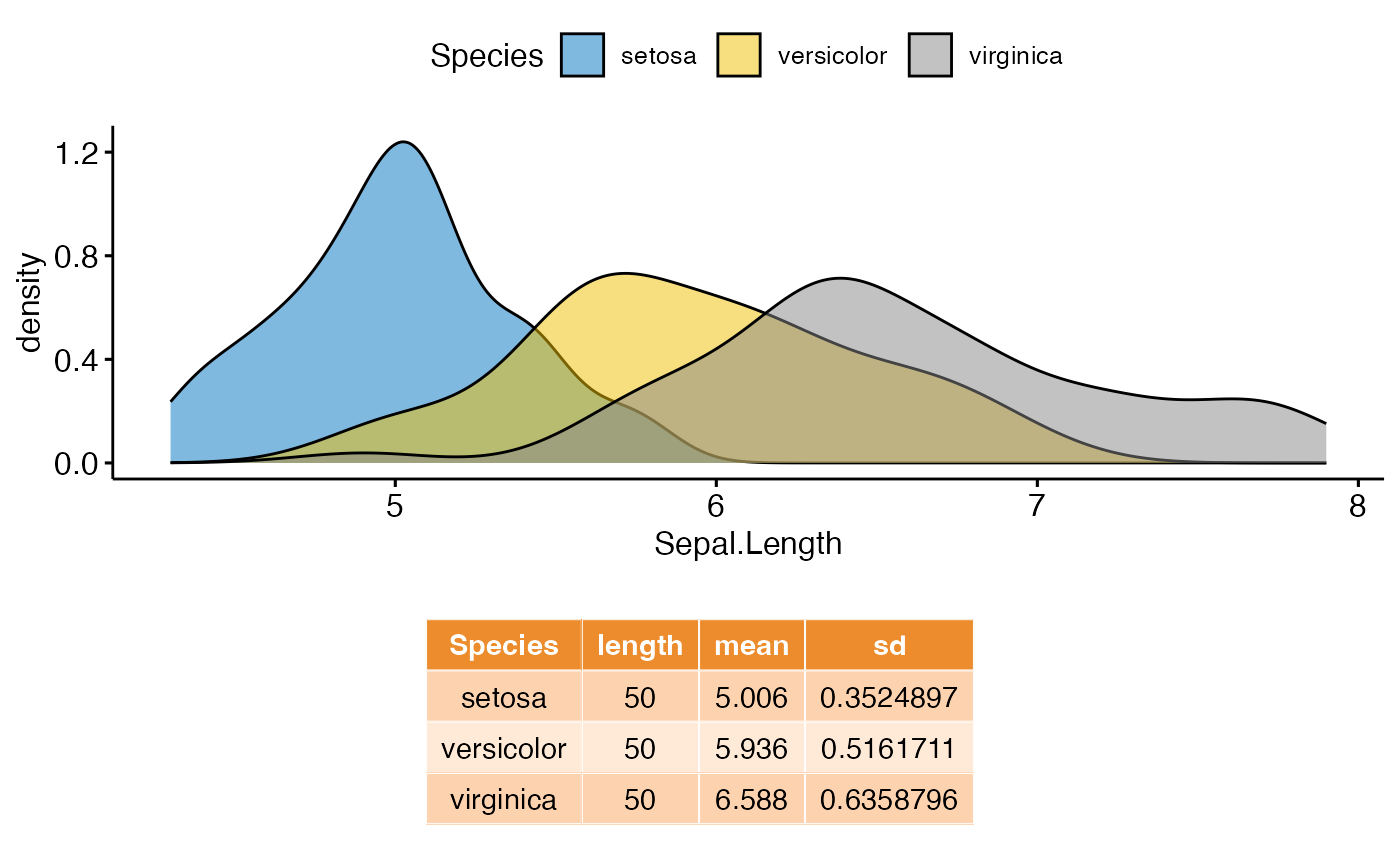 Species setosa versicolor virginica
1.2
0.8
0.4
0.0
density
5 6 7 8
Sepal.Length
Species length mean sd
setosa 50 5.006 0.3524897
versicolor 50 5.936 0.5161711
virginica 50 6.588 0.6358796